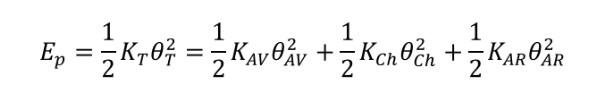 $E_p = \frac{1}{2} K_T \theta_T^2 = \frac{1}{2} K_{AV} \theta_{AV}^2 + \frac{1}{2} K_{Ch} \theta_{Ch}^2 + \frac{1}{2} K_{AR} \theta_{AR}^2$